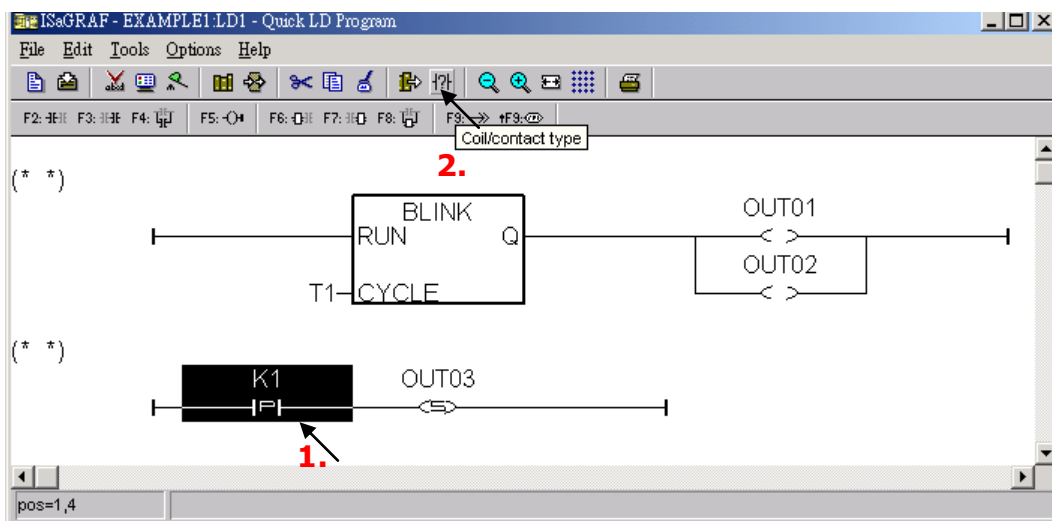 ISaGRAF - EXAMPLE1:LD1 - Quick LD Program
File Edit Tools Options Help
F2: F3: F4: F5: F6: F7: F8: F9: ↑F9:
Coil/contact type
2.
(* *)
BLINK
RUN Q
T1 CYCLE
OUT01
OUT02
(* *)
K1
P
OUT03
S
1.
pos=1,4